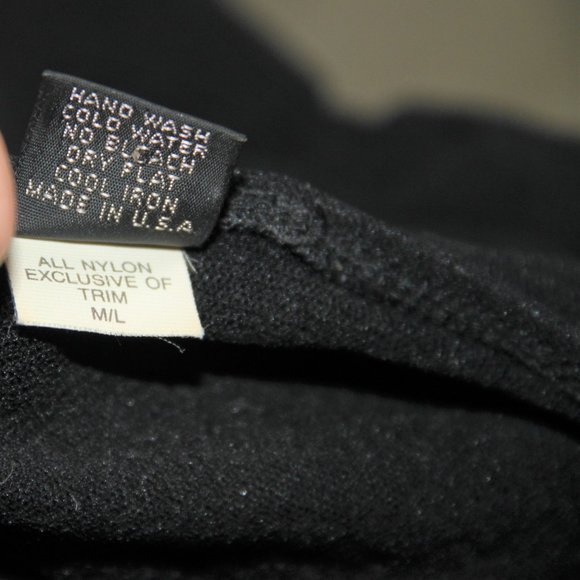 HAND WASH
COLD WATER
NO BLEACH
DRY FLAT
COOL IRON
MADE IN U.S.A
ALL NYLON
EXCLUSIVE OF
TRIM
M/L